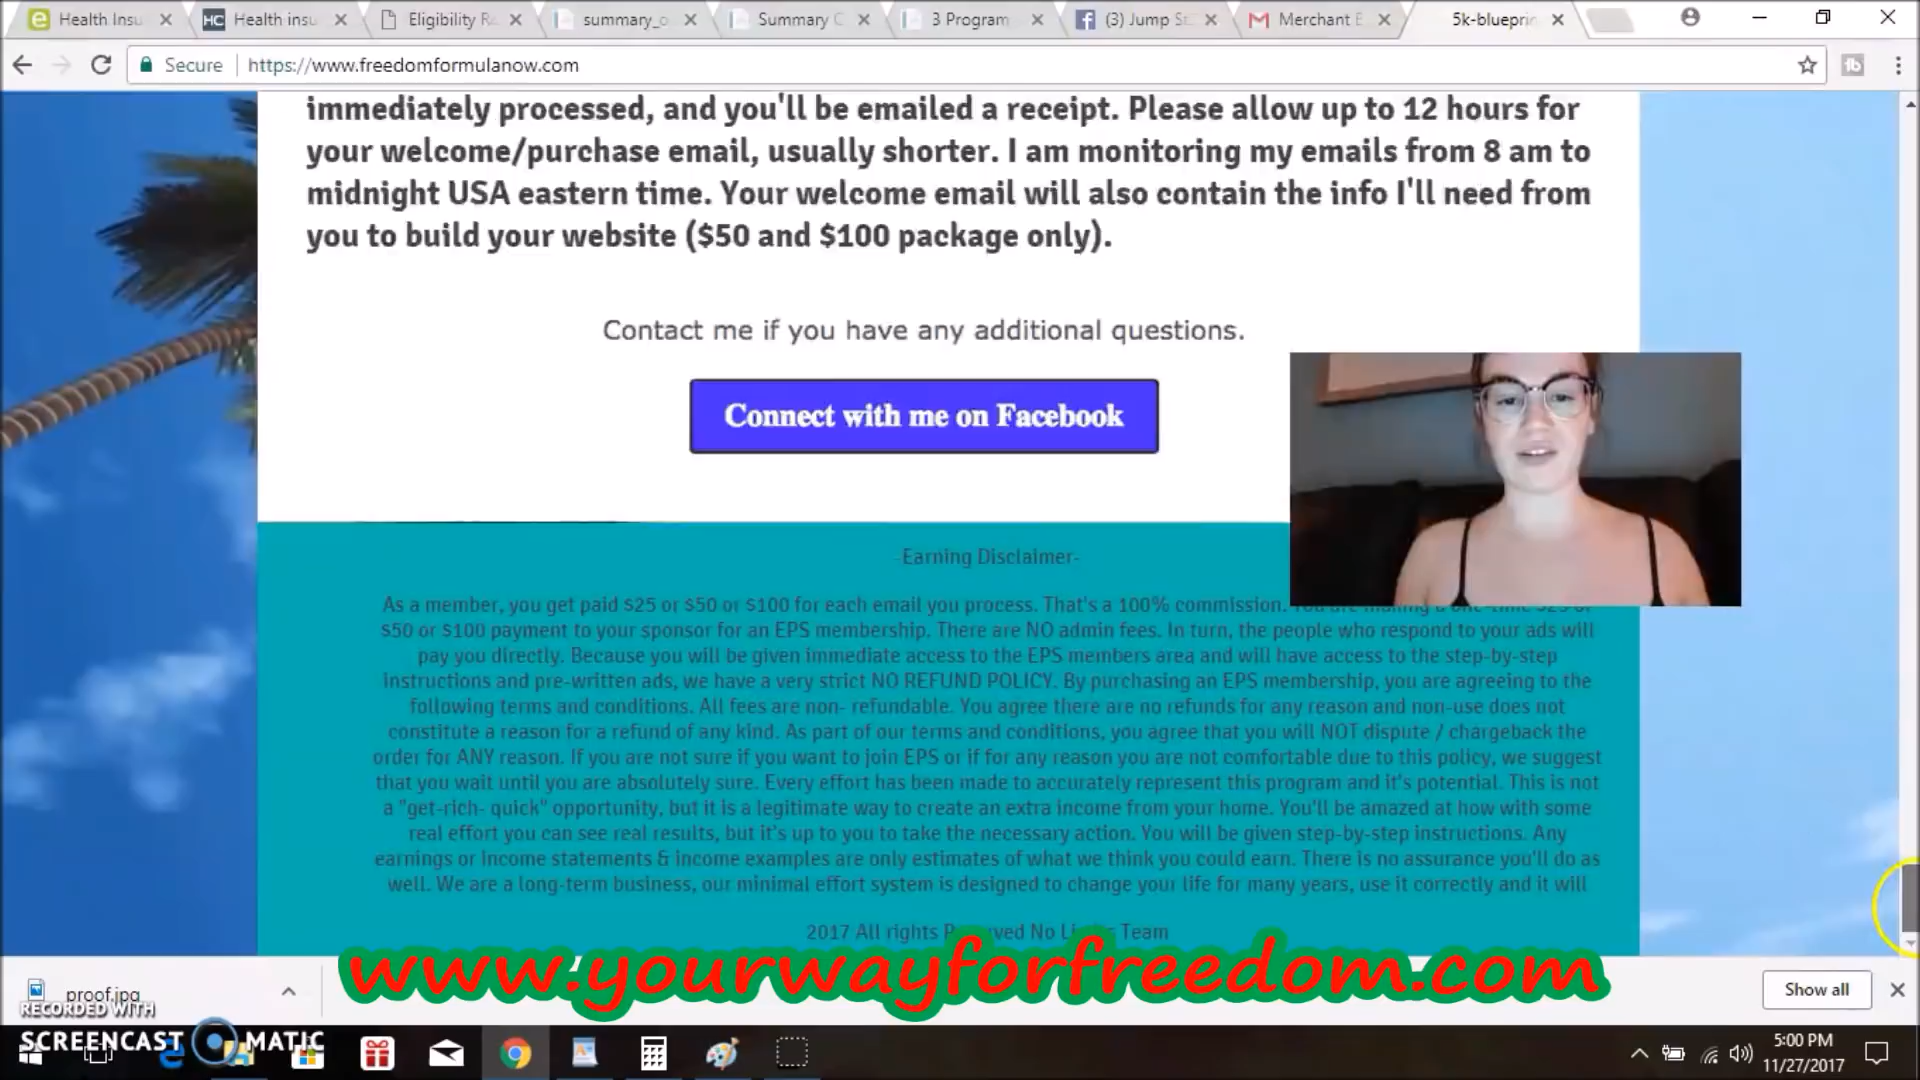 Health Insu
Health insu
Eligibility R
summary_o
Summary C
3 Program
(3) Jump St
Merchant E
5k-blueprin
Secure
https://www.freedomformulanow.com
immediately processed, and you'll be emailed a receipt. Please allow up to 12 hours for
your welcome/purchase email, usually shorter. I am monitoring my emails from 8 am to
midnight USA eastern time. Your welcome email will also contain the info I'll need from
you to build your website ($50 and $100 package only).
Contact me if you have any additional questions.
Connect with me on Facebook
-Earning Disclaimer-
As a member, you get paid $25 or $50 or $100 for each email you process. That's a 100% commission. You are making a one-time $25 or
$50 or $100 payment to your sponsor for an EPS membership. There are NO admin fees. In turn, the people who respond to your ads will
pay you directly. Because you will be given immediate access to the EPS members area and will have access to the step-by-step
instructions and pre-written ads, we have a very strict NO REFUND POLICY. By purchasing an EPS membership, you are agreeing to the
following terms and conditions. All fees are non- refundable. You agree there are no refunds for any reason and non-use does not
constitute a reason for a refund of any kind. As part of our terms and conditions, you agree that you will NOT dispute / chargeback the
order for ANY reason. If you are not sure if you want to join EPS or if for any reason you are not comfortable due to this policy, we suggest
that you wait until you are absolutely sure. Every effort has been made to accurately represent this program and it's potential. This is not
a "get-rich- quick" opportunity, but it is a legitimate way to create an extra income from your home. You'll be amazed at how with some
real effort you can see real results, but it's up to you to take the necessary action. You will be given step-by-step instructions. Any
earnings or income statements & income examples are only estimates of what we think you could earn. There is no assurance you'll do as
well. We are a long-term business, our minimal effort system is designed to change your life for many years, use it correctly and it will
2017 All rights Team
www.yourwayforfreedom.com
proof.jpg
Show all
RECORDED WITH
SCREENCAST MATIC
5:00 PM
11/27/2017